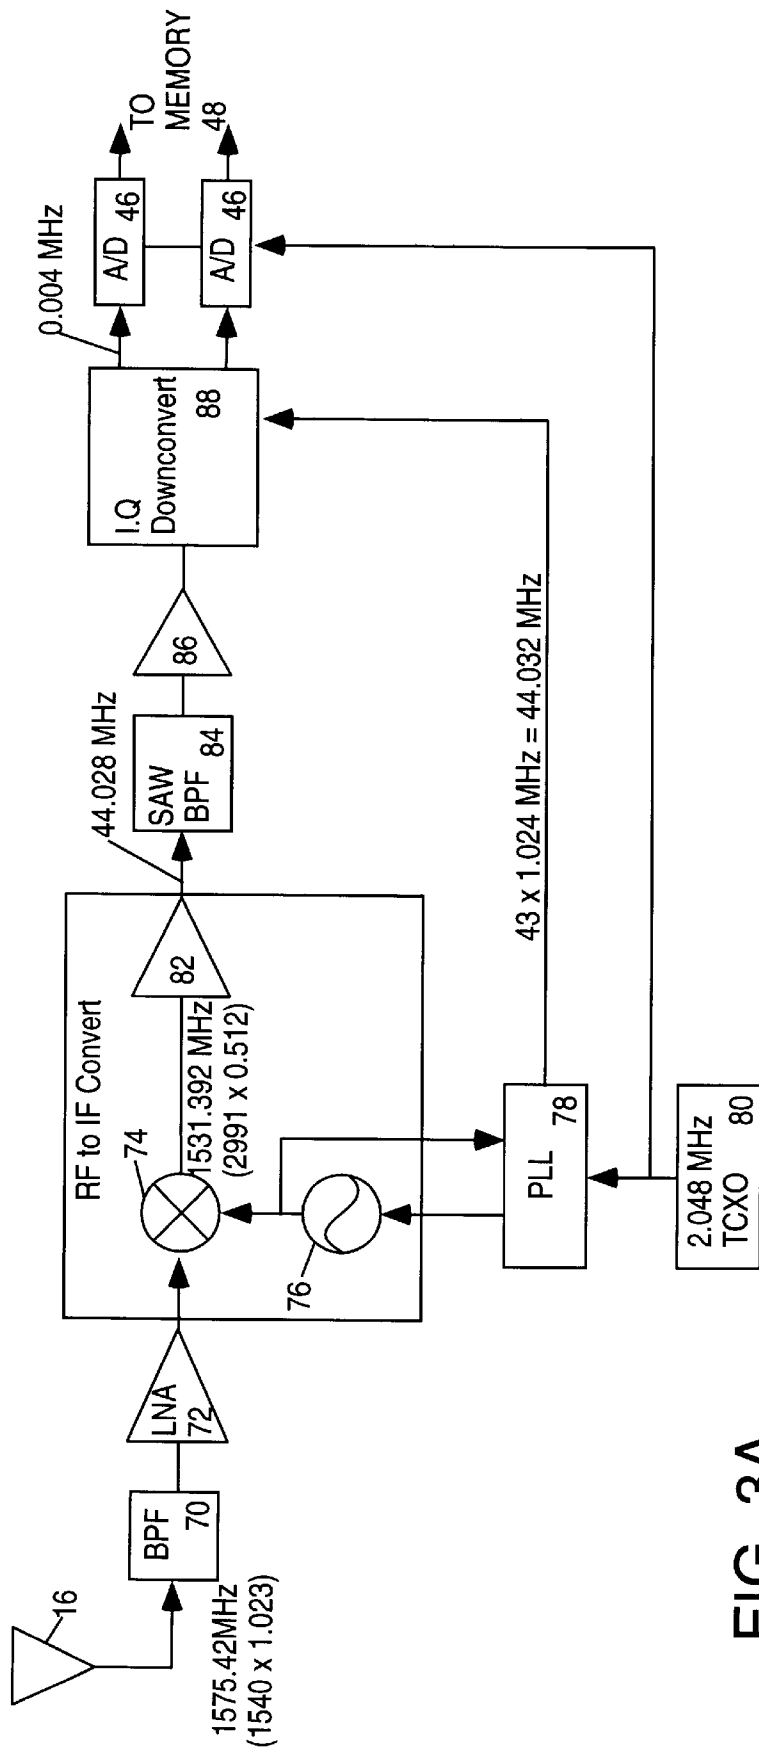 16
1575.42MHz
(1540 x 1.023)
BPF
70
LNA
72
RF to IF Convert
74
76
1531.392 MHz
(2991 x 0.512)
82
44.028 MHz
SAW
BPF
84
86
I.Q
Downconvert
88
0.004 MHz
A/D 46
A/D 46
TO
MEMORY
48
43 x 1.024 MHz = 44.032 MHz
PLL
78
2.048 MHz
TCXO
80
FIG. 3A